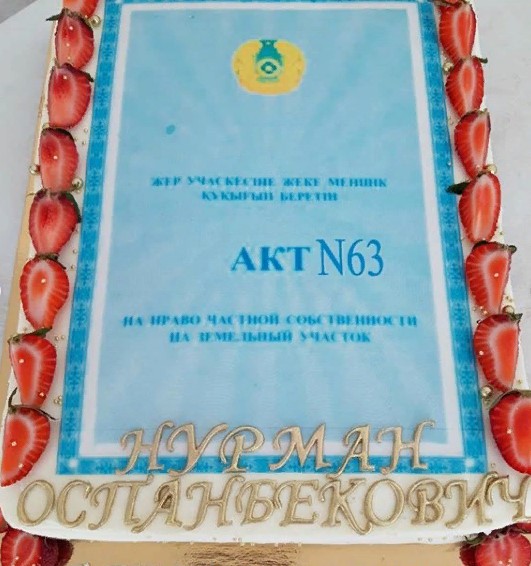 ЖЕР УЧАСКЕСІНЕ ЖЕКЕ МЕНШІК
ҚҰҚЫҒЫН БЕРЕТІН
АКТ N63
НА ПРАВО ЧАСТНОЙ СОБСТВЕННОСТИ
НА ЗЕМЕЛЬНЫЙ УЧАСТОК
НУРМАН
ОСПАНБЕКОВИЧ